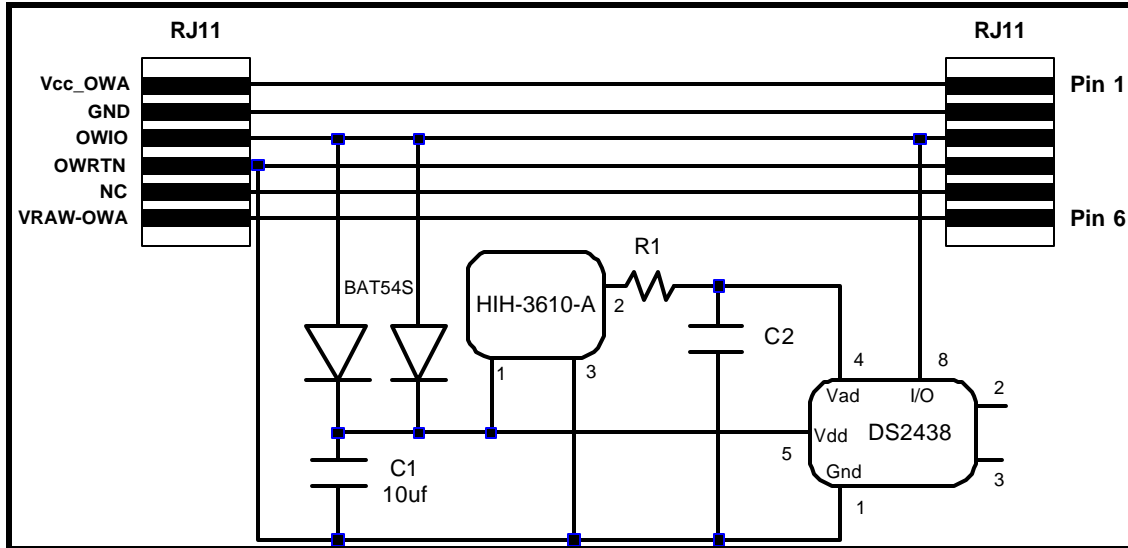 RJ11
RJ11
Vcc_OWA
Pin 1
GND
OWIO
OWRTN
NC
VRAW-OWA
Pin 6
R1
BAT54S
HIH-3610-A
2
C2
1
3
4
8
2
Vad
I/O
Vdd
DS2438
5
C1
Gnd
3
10uf
1